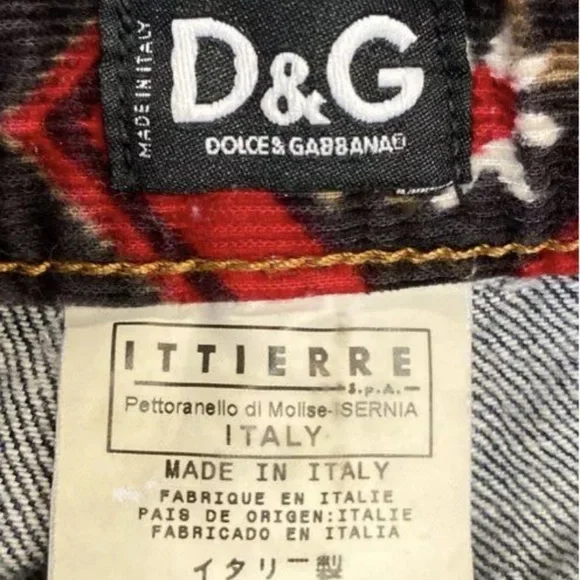 MADE IN ITALY
D&G
DOLCE & GABBANA
ITTIERRE
S.p.A.
Pettoranello di Molise-ISERNIA
ITALY
MADE IN ITALY
FABRIQUE EN ITALIE
PAIS DE ORIGEN:ITALIE
FABRICADO EN ITALIA
イタリー製